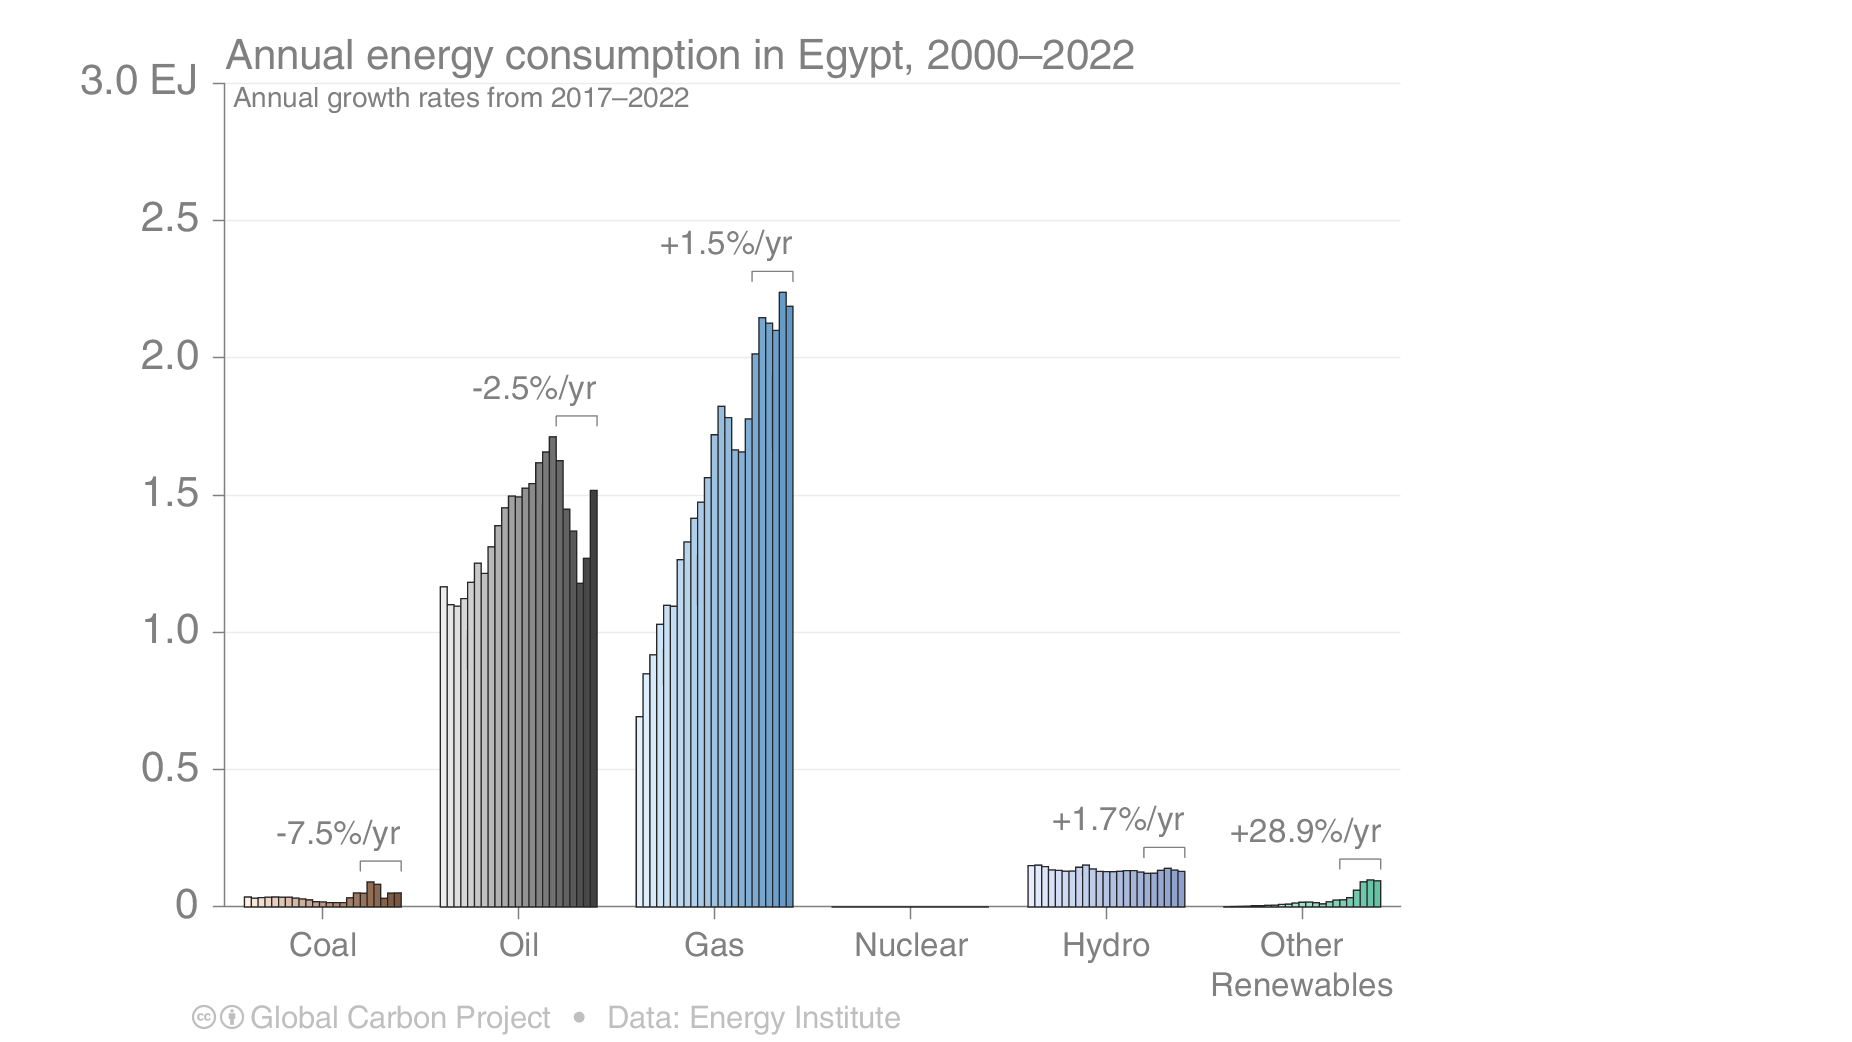 Annual energy consumption in Egypt, 2000–2022
3.0 EJ
Annual growth rates from 2017–2022
2.5
+1.5%/yr
2.0
-2.5%/yr
1.5
1.0
0.5
-7.5%/yr
+1.7%/yr
+28.9%/yr
0
Coal
Oil
Gas
Nuclear
Hydro
Other
Renewables
cc Global Carbon Project • Data: Energy Institute